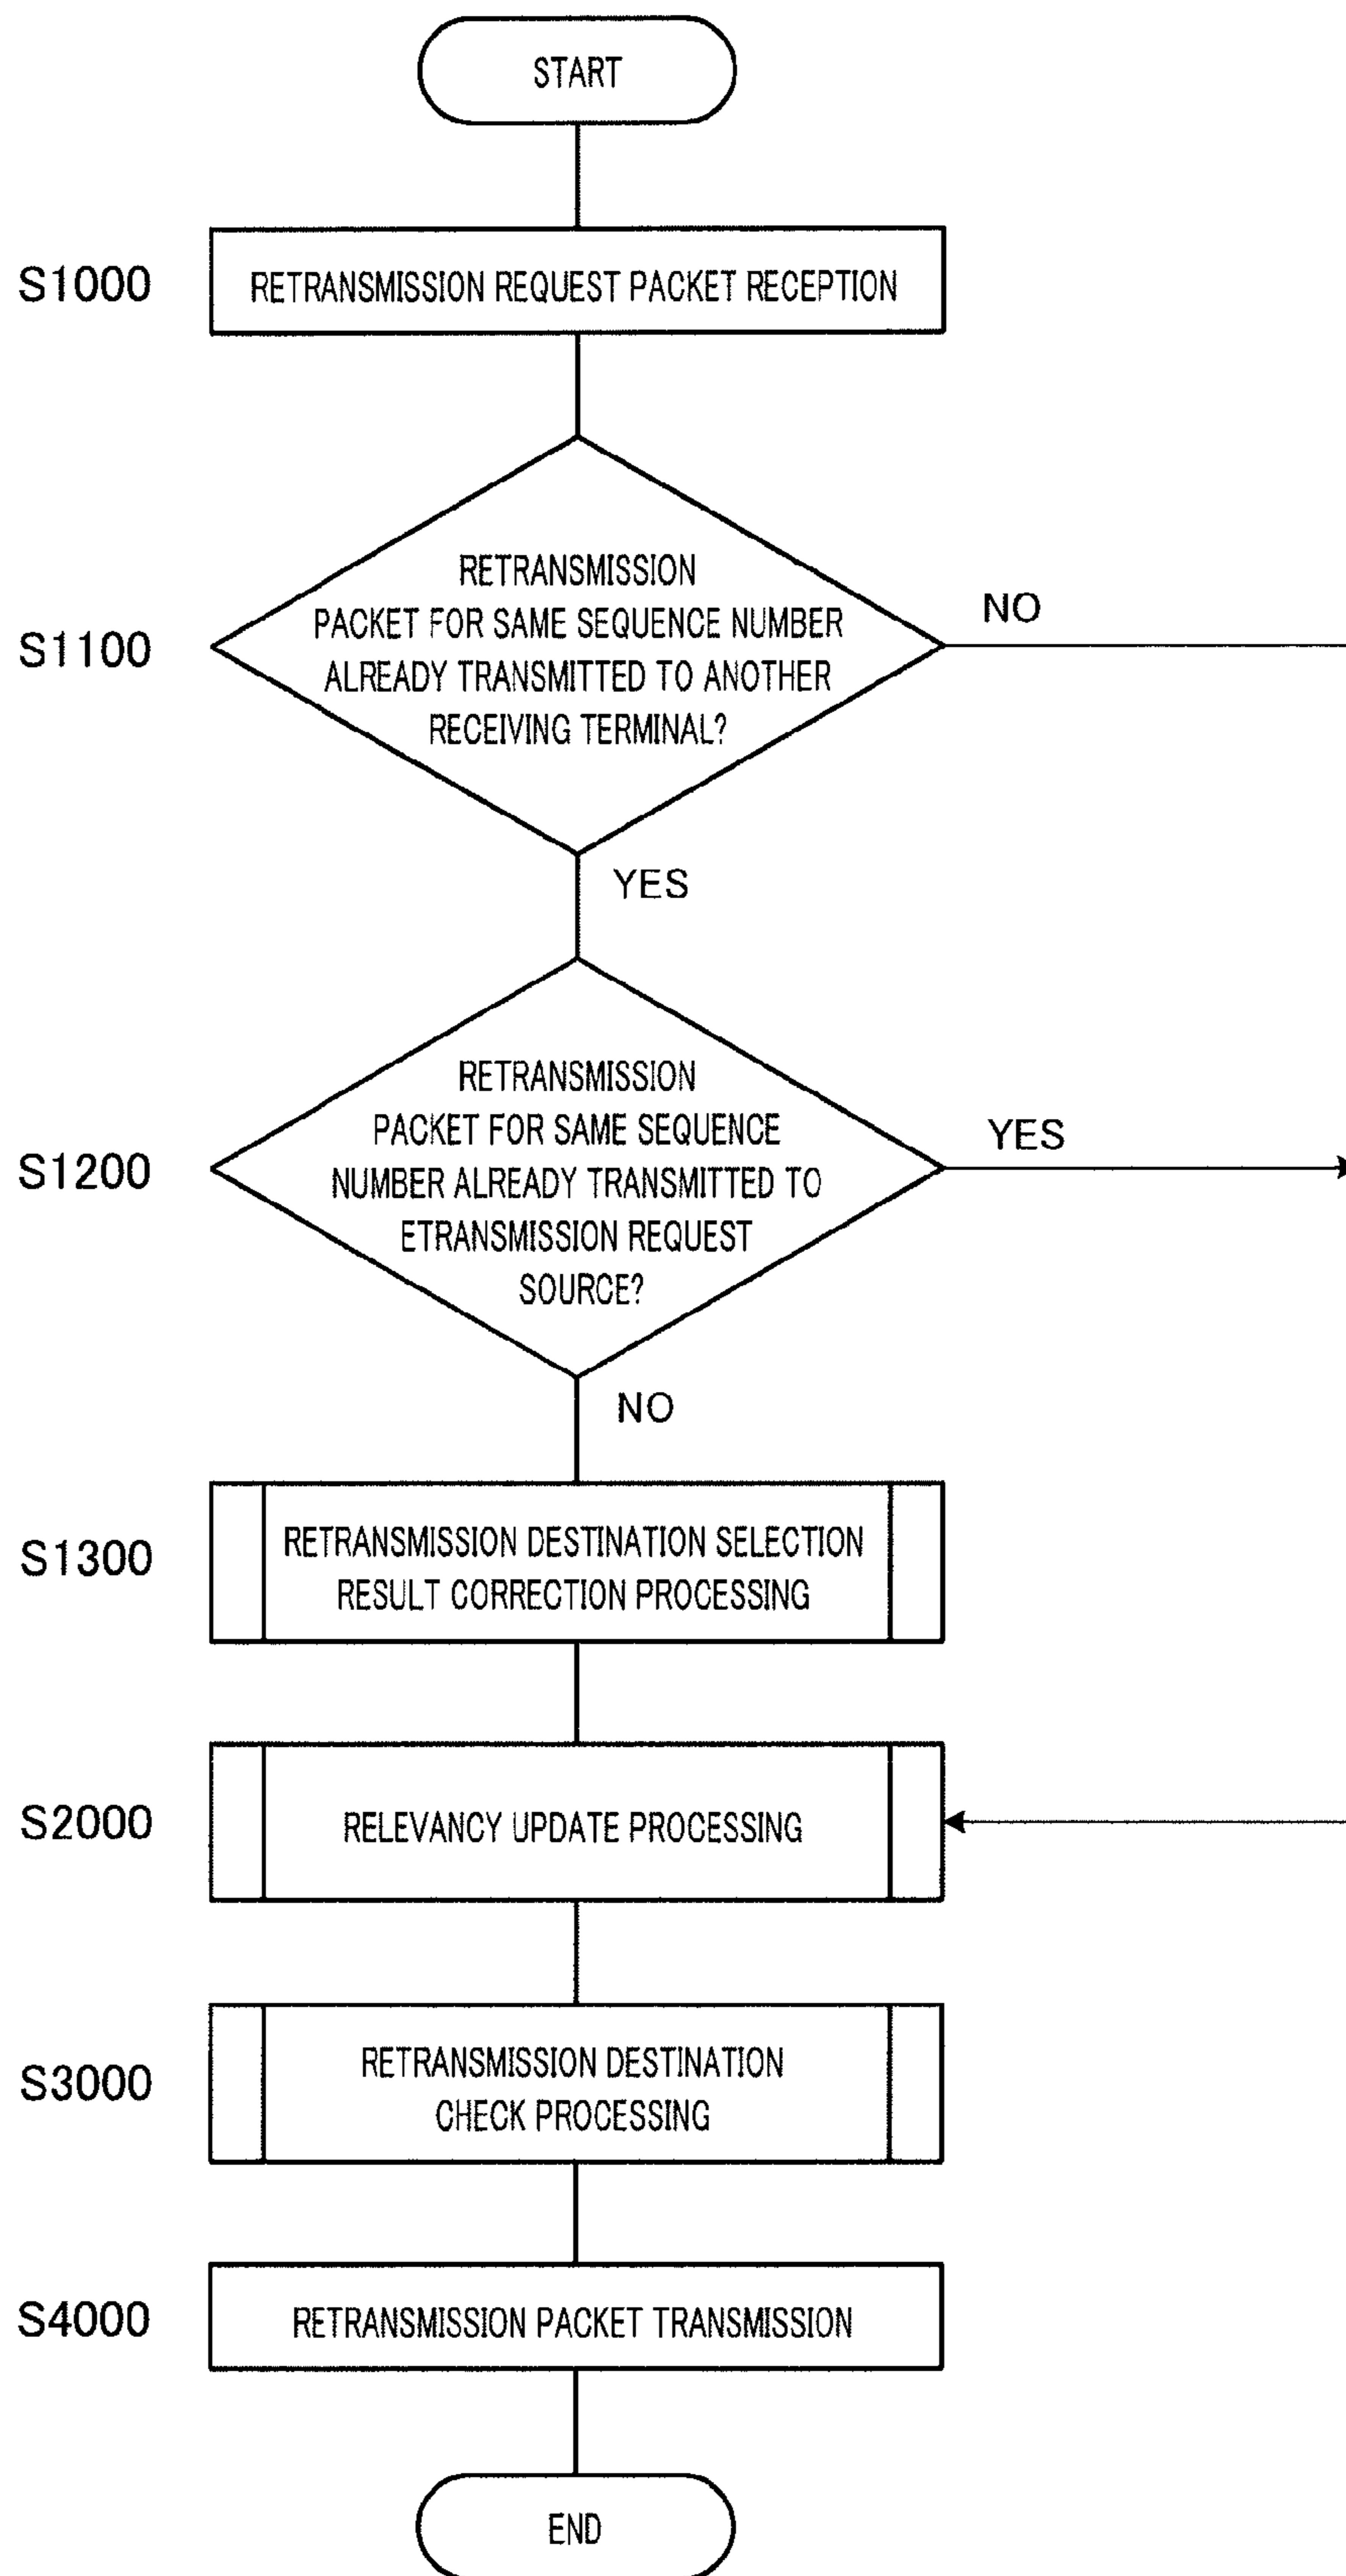 START
S1000
RETRANSMISSION REQUEST PACKET RECEPTION
S1100
RETRANSMISSION
PACKET FOR SAME SEQUENCE NUMBER
ALREADY TRANSMITTED TO ANOTHER
RECEIVING TERMINAL?
NO
YES
S1200
RETRANSMISSION
PACKET FOR SAME SEQUENCE
NUMBER ALREADY TRANSMITTED TO
ETRANSMISSION REQUEST
SOURCE?
YES
NO
S1300
RETRANSMISSION DESTINATION SELECTION
RESULT CORRECTION PROCESSING
S2000
RELEVANCY UPDATE PROCESSING
S3000
RETRANSMISSION DESTINATION
CHECK PROCESSING
S4000
RETRANSMISSION PACKET TRANSMISSION
END